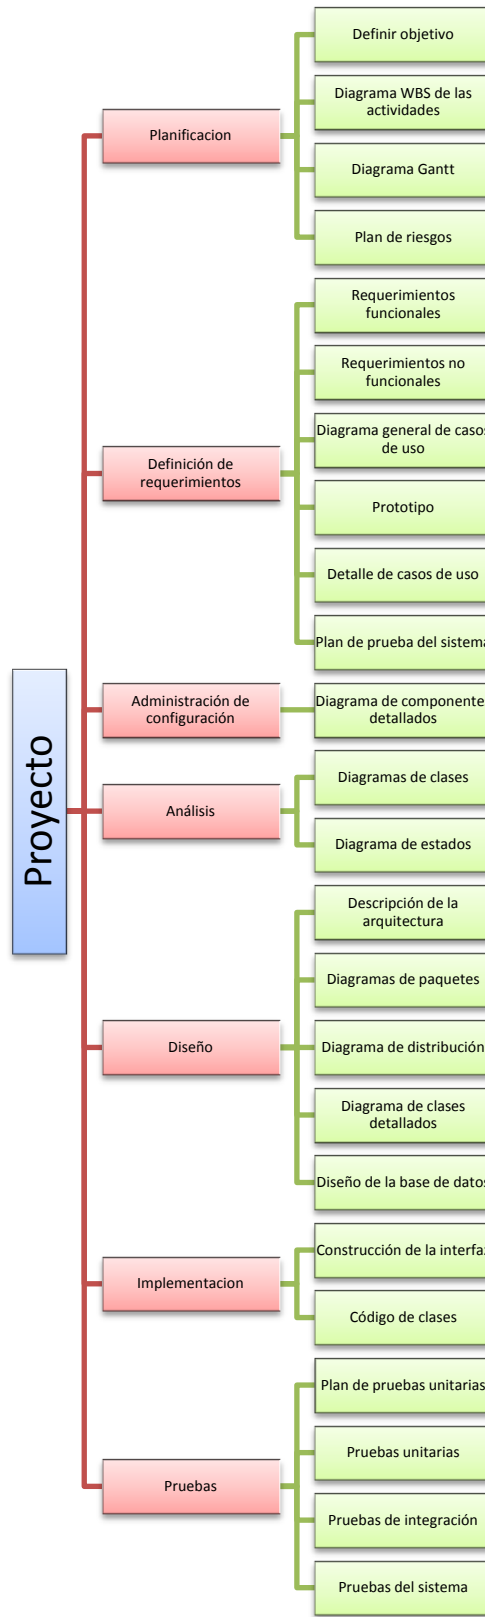 Proyecto
Planificacion
Definir objetivo
Diagrama WBS de las
actividades
Diagrama Gantt
Plan de riesgos
Definición de
requerimientos
Requerimientos
funcionales
Requerimientos no
funcionales
Diagrama general de casos
de uso
Prototipo
Detalle de casos de uso
Plan de prueba del sistema
Administración de
configuración
Diagrama de componentes
detallados
Análisis
Diagramas de clases
Diagrama de estados
Diseño
Descripción de la
arquitectura
Diagramas de paquetes
Diagrama de distribución
Diagrama de clases
detallados
Diseño de la base de datos
Implementacion
Construcción de la interfaz
Código de clases
Pruebas
Plan de pruebas unitarias
Pruebas unitarias
Pruebas de integración
Pruebas del sistema